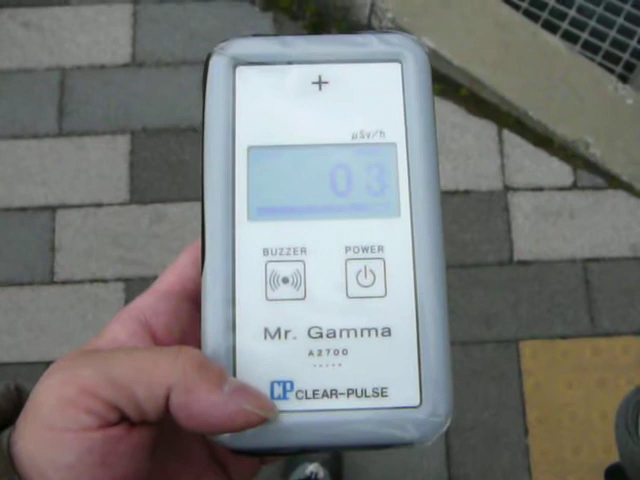 +
μSv/h
03
BUZZER POWER
Mr. Gamma
A2700
CP CLEAR-PULSE